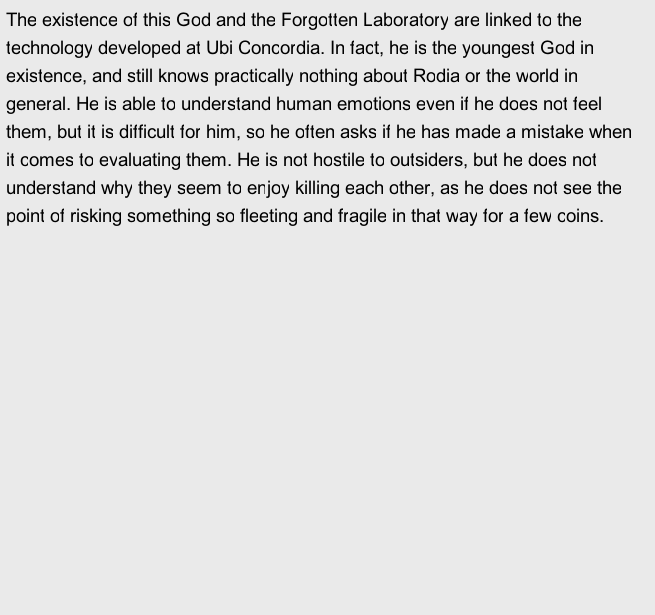 The existence of this God and the Forgotten Laboratory are linked to the
technology developed at Ubi Concordia. In fact, he is the youngest God in
existence, and still knows practically nothing about Rodia or the world in
general. He is able to understand human emotions even if he does not feel
them, but it is difficult for him, so he often asks if he has made a mistake when
it comes to evaluating them. He is not hostile to outsiders, but he does not
understand why they seem to enjoy killing each other, as he does not see the
point of risking something so fleeting and fragile in that way for a few coins.